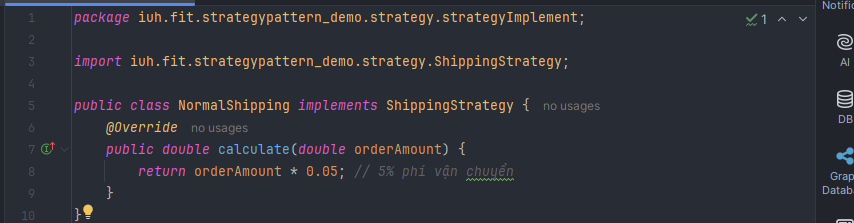 1 package iuh.fit.strategypattern_demo.strategy.strategyImplement;
2
3 import iuh.fit.strategypattern_demo.strategy.ShippingStrategy;
4
5 public class NormalShipping implements ShippingStrategy { no usages
6 @Override no usages
7 public double calculate(double orderAmount) {
8 return orderAmount * 0.05; // 5% phí vận chuyển
9 }
10 }
1
Notific
AI
DB
Grap
Databas